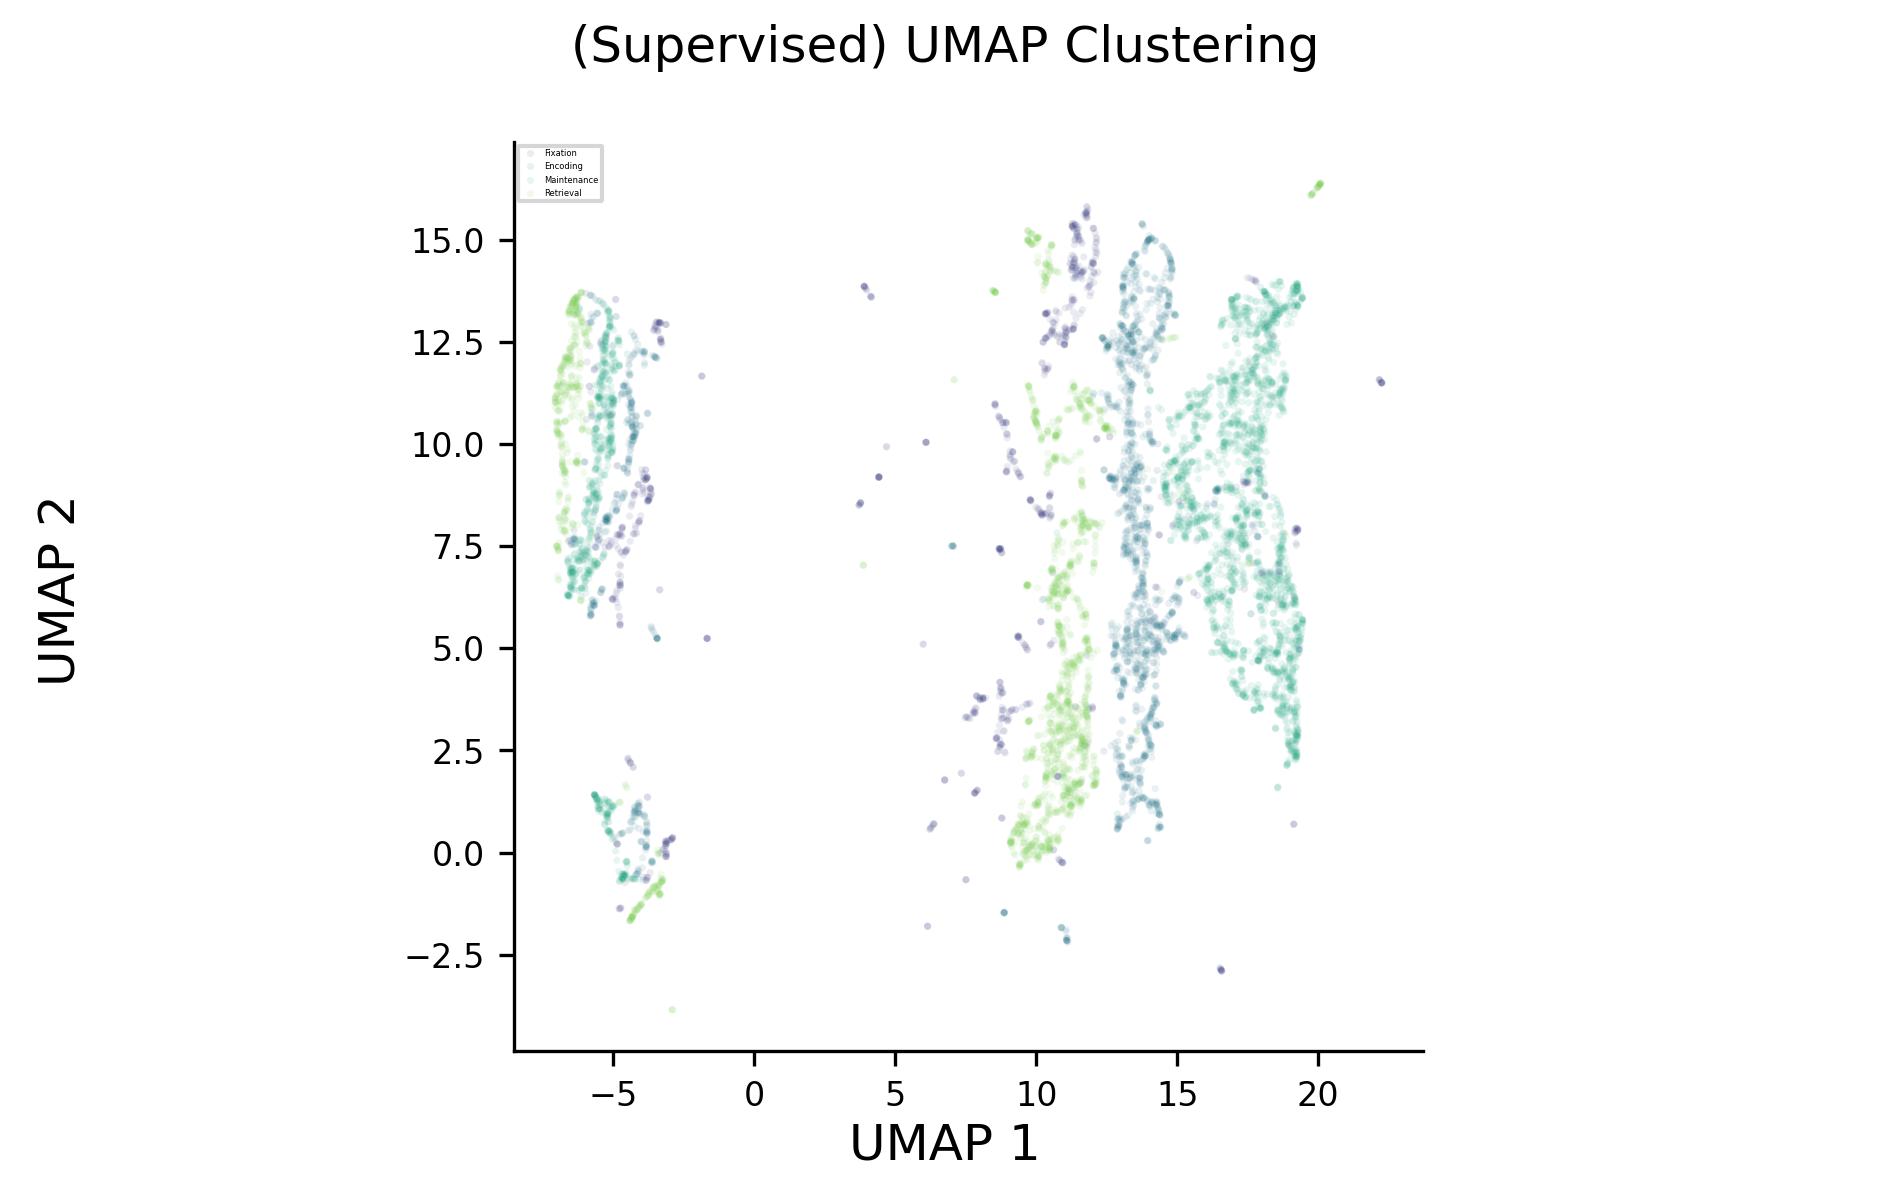 (Supervised) UMAP Clustering
Fixation
Encoding
Maintenance
Retrieval
15.0
12.5
10.0
7.5
5.0
2.5
0.0
−2.5
UMAP 2
−5 0 5 10 15 20
UMAP 1